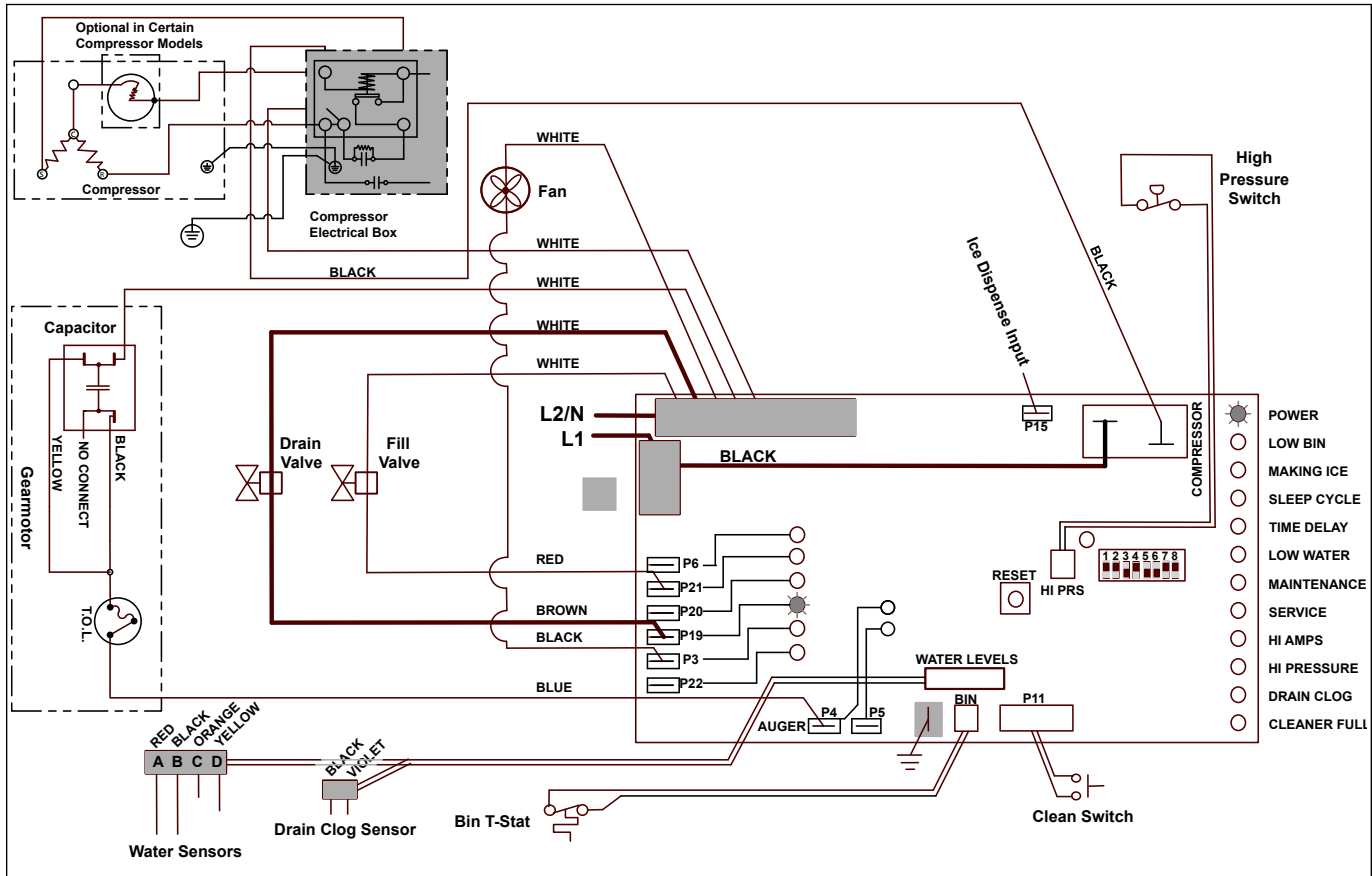 Optional in Certain
Compressor Models
C
S
R
Compressor
Compressor
Electrical Box
WHITE
Fan
WHITE
BLACK
WHITE
WHITE
WHITE
High
Pressure
Switch
BLACK
Ice Dispense Input
Capacitor
YELLOW
NO CONNECT
BLACK
Gearmotor
T.O.L.
Drain
Valve
Fill
Valve
L2/N
L1
BLACK
P15
COMPRESSOR
POWER
LOW BIN
MAKING ICE
SLEEP CYCLE
TIME DELAY
LOW WATER
MAINTENANCE
SERVICE
HI AMPS
HI PRESSURE
DRAIN CLOG
CLEANER FULL
RED
BROWN
BLACK
BLUE
P6
P21
P20
P19
P3
P22
RESET
HI PRS
1 2 3 4 5 6 7 8
WATER LEVELS
AUGER
P4
P5
BIN
P11
RED
BLACK
ORANGE
YELLOW
A B C D
Water Sensors
BLACK
VIOLET
Drain Clog Sensor
Bin T-Stat
Clean Switch